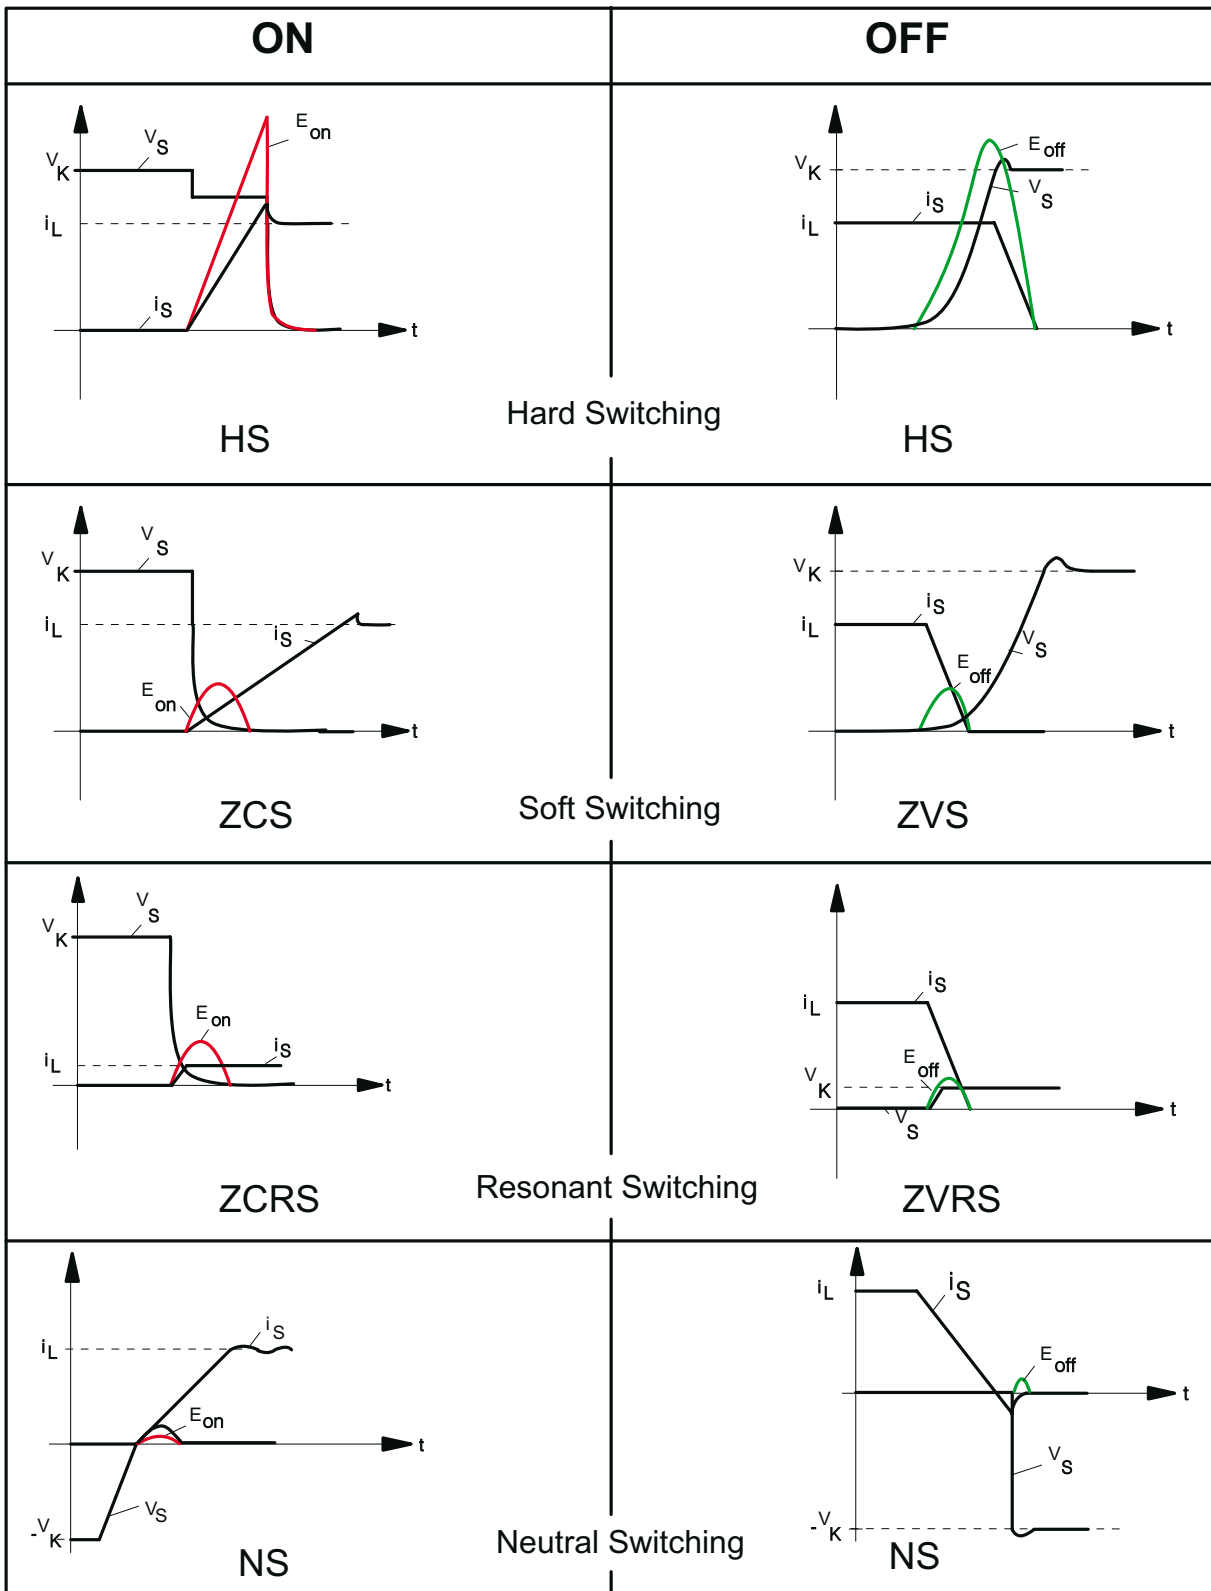 ON
OFF
V_S
E_on
V_K
i_L
i_S
t
HS
E_off
V_K
V_S
i_S
i_L
t
HS
Hard Switching
V_S
V_K
i_L
i_S
E_on
t
ZCS
V_K
i_S
i_L
V_S
E_off
t
ZVS
Soft Switching
V_S
V_K
E_on
i_S
i_L
t
ZCRS
i_S
i_L
E_off
V_K
V_S
t
ZVRS
Resonant Switching
i_S
i_L
E_on
t
V_S
-V_K
NS
i_L
i_S
E_off
t
V_S
-V_K
NS
Neutral Switching